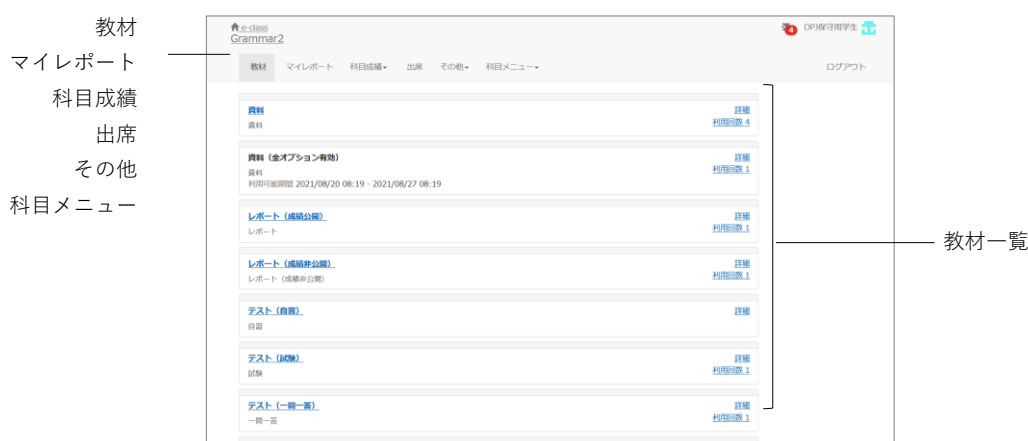 教材
マイレポート
科目成績
出席
その他
科目メニュー
e-class
Grammar2
4 DPJ保守用学生
教材 マイレポート 科目成績 出席 その他 科目メニュー ログアウト
資料 詳細
資料 利用回数 4
資料（全オプション有効） 詳細
資料 利用回数 1
利用可能期間 2021/08/20 08:19 - 2021/08/27 08:19
レポート（成績公開） 詳細
レポート 利用回数 1
レポート（成績非公開） 詳細
レポート（成績非公開） 利用回数 1
テスト（自習） 詳細
自習
テスト（試験） 詳細
試験 利用回数 1
テスト（一問一答） 詳細
一問一答 利用回数 1
教材一覧